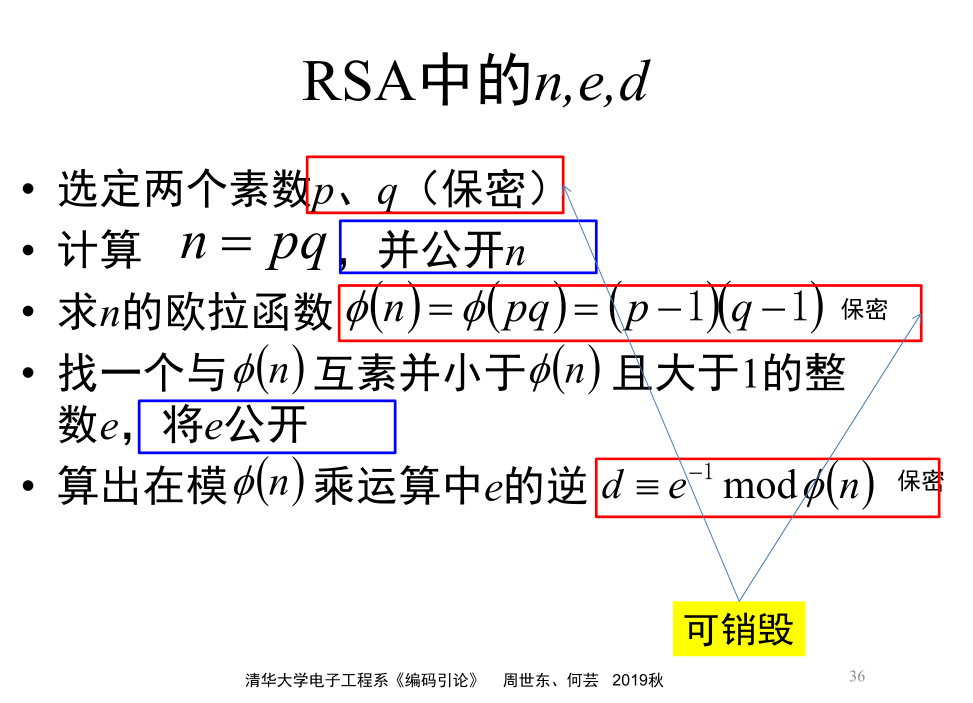 RSA中的n,e,d
• 选定两个素数p、q（保密）
• 计算 n = pq ，并公开n
• 求n的欧拉函数 ϕ(n) = ϕ(pq) = (p − 1)(q − 1) 保密
• 找一个与ϕ(n)互素并小于ϕ(n)且大于1的整
数e，将e公开
• 算出在模ϕ(n)乘运算中e的逆 d ≡ e⁻¹ mod ϕ(n) 保密
可销毁
清华大学电子工程系《编码引论》 周世东、何芸 2019秋
36